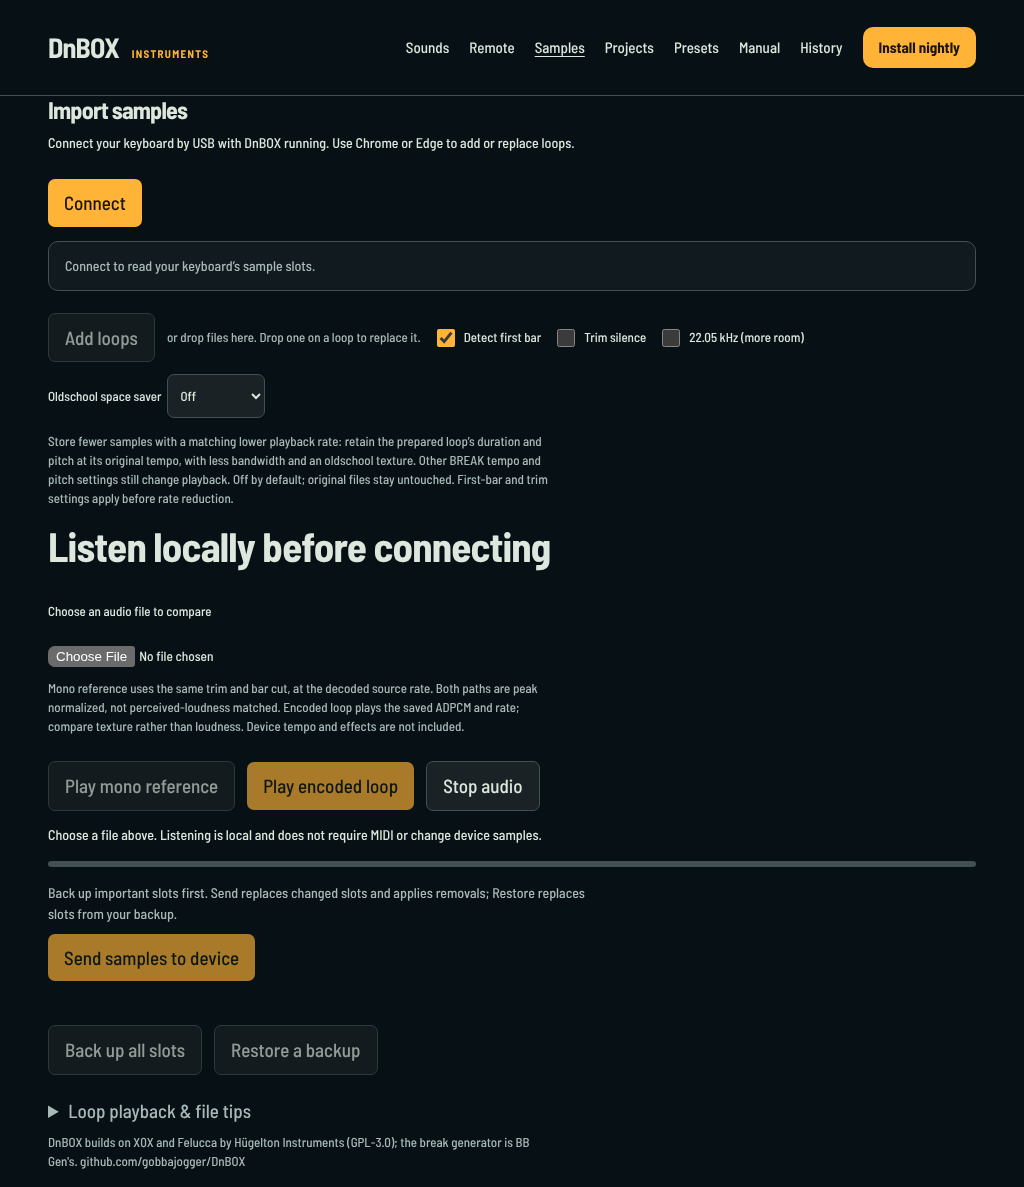 DnBOX INSTRUMENTS
Sounds Remote Samples Projects Presets Manual History Install nightly
Import samples
Connect your keyboard by USB with DnBOX running. Use Chrome or Edge to add or replace loops.
Connect
Connect to read your keyboard’s sample slots.
Add loops or drop files here. Drop one on a loop to replace it. Detect first bar Trim silence 22.05 kHz (more room)
Oldschool space saver Off
Store fewer samples with a matching lower playback rate: retain the prepared loop’s duration and
pitch at its original tempo, with less bandwidth and an oldschool texture. Other BREAK tempo and
pitch settings still change playback. Off by default; original files stay untouched. First-bar and trim
settings apply before rate reduction.
Listen locally before connecting
Choose an audio file to compare
Choose File No file chosen
Mono reference uses the same trim and bar cut, at the decoded source rate. Both paths are peak
normalized, not perceived-loudness matched. Encoded loop plays the saved ADPCM and rate;
compare texture rather than loudness. Device tempo and effects are not included.
Play mono reference Play encoded loop Stop audio
Choose a file above. Listening is local and does not require MIDI or change device samples.
Back up important slots first. Send replaces changed slots and applies removals; Restore replaces
slots from your backup.
Send samples to device
Back up all slots Restore a backup
Loop playback & file tips
DnBOX builds on XOX and Felucca by Hügelton Instruments (GPL-3.0); the break generator is BB
Gen's. github.com/gobbajogger/DnBOX